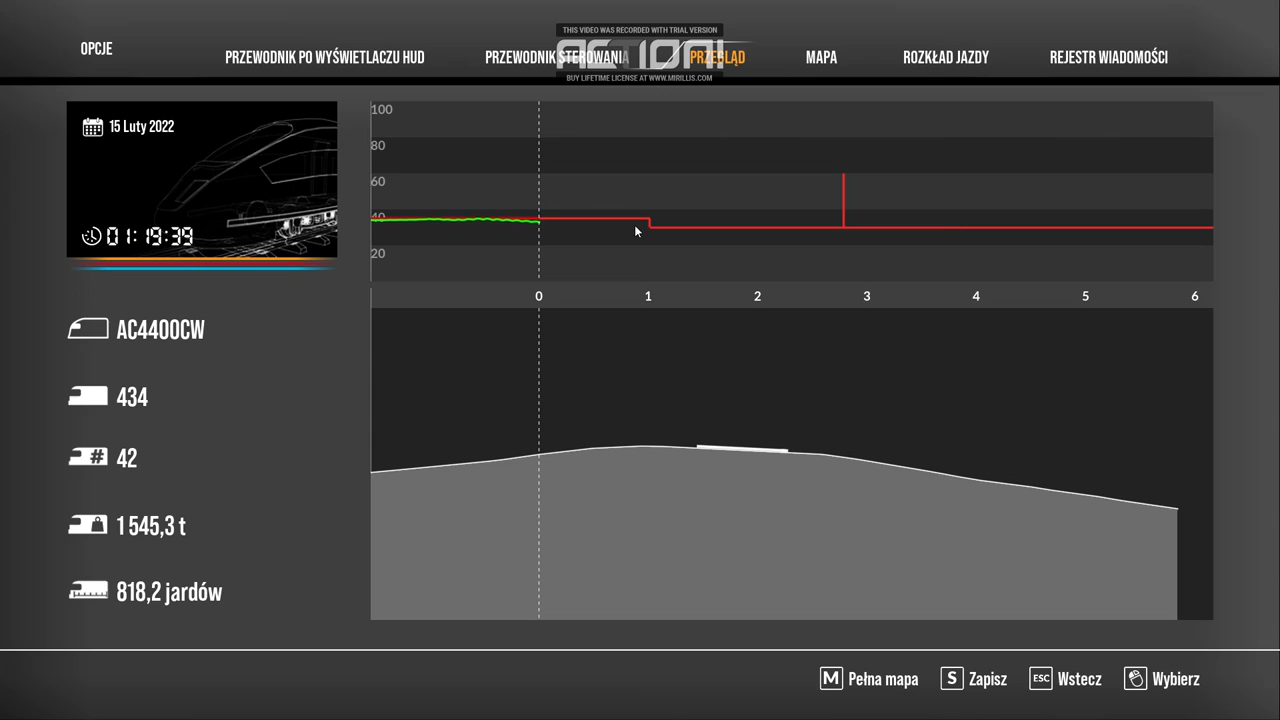 THIS VIDEO WAS RECORDED WITH TRIAL VERSION
ACTION!
BUY LIFETIME LICENSE AT WWW.MIRILLIS.COM
OPCJE
PRZEWODNIK PO WYŚWIETLACZU HUD
PRZEWODNIK STEROWANIA
PRZEGLĄD
MAPA
ROZKŁAD JAZDY
REJESTR WIADOMOŚCI
15 Luty 2022
01:19:39
AC4400CW
434
# 42
1 545,3 t
818,2 jardów
100
80
60
40
20
0 1 2 3 4 5 6
M Pełna mapa
S Zapisz
ESC Wstecz
Wybierz